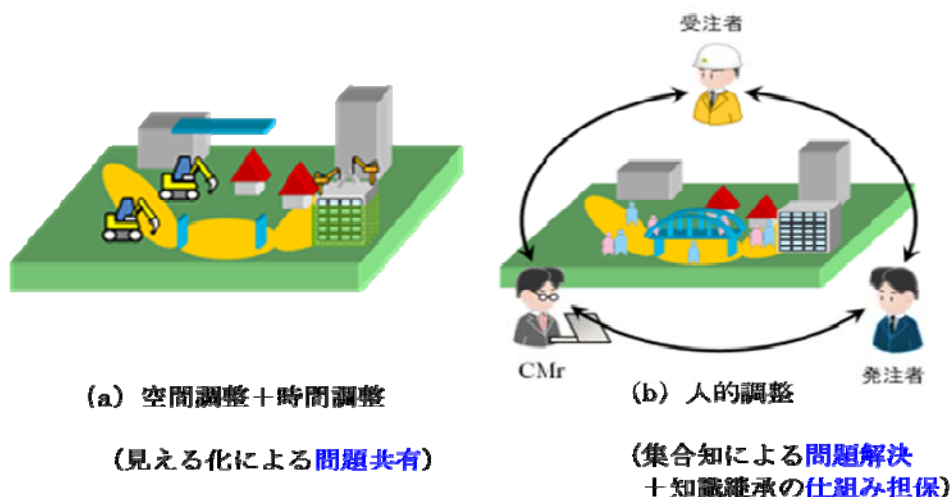 受注者
CMr
発注者
(a) 空間調整＋時間調整
(見える化による問題共有)
(b) 人的調整
(集合知による問題解決
＋知識継承の仕組み担保)